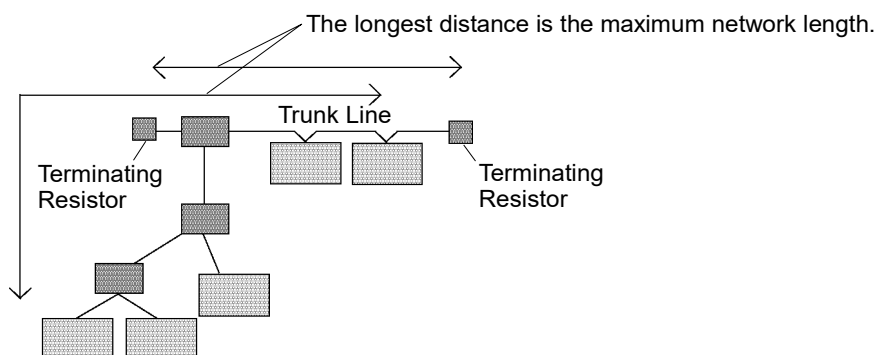 The longest distance is the maximum network length.
Trunk Line
Terminating
Resistor
Terminating
Resistor